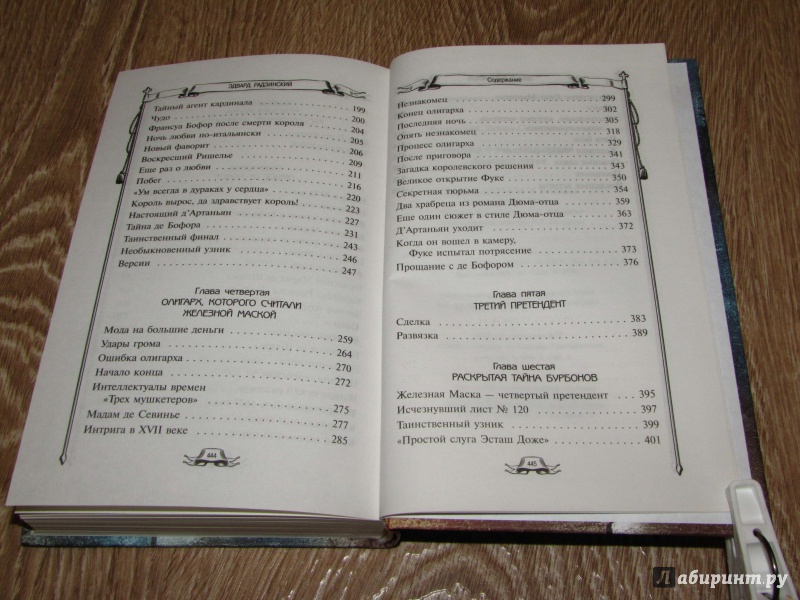 ЭДВАРД РАДЗИНСКИЙ
Тайный агент кардинала 199
Чудо 200
Франсуа Бофор после смерти короля 204
Ночь любви по-итальянски 205
Новый фаворит 206
Воскресший Ришелье 209
Еще раз о любви 211
Побег 216
«Ум всегда в дураках у сердца» 220
Король вырос, да здравствует король! 223
Настоящий д’Артаньян 227
Тайна де Бофора 231
Таинственный финал 243
Необыкновенный узник 246
Версии 247
Глава четвертая
ОЛИГАРХ, КОТОРОГО СЧИТАЛИ
ЖЕЛЕЗНОЙ МАСКОЙ
Мода на большие деньги 259
Удары грома 264
Ошибка олигарха 270
Начало конца 272
Интеллектуалы времен
«Трех мушкетеров» 275
Мадам де Севинье 277
Интрига в XVII веке 285
444
Содержание
Незнакомец 299
Конец олигарха 302
Последняя ночь 305
Опять незнакомец 318
Процесс олигарха 329
После приговора 341
Загадка королевского решения 343
Великое открытие Фуке 350
Секретная тюрьма 354
Два храбреца из романа Дюма-отца 359
Еще один сюжет в стиле Дюма-отца 363
Д’Артаньян уходит 372
Когда он вошел в камеру,
Фуке испытал потрясение 373
Прощание с де Бофором 376
Глава пятая
ТРЕТИЙ ПРЕТЕНДЕНТ
Сделка 383
Развязка 389
Глава шестая
РАСКРЫТАЯ ТАЙНА БУРБОНОВ
Железная Маска — четвертый претендент 395
Исчезнувший лист № 120 397
Таинственный узник 399
«Простой слуга Эсташ Доже» 401
445
Лабиринт.ру